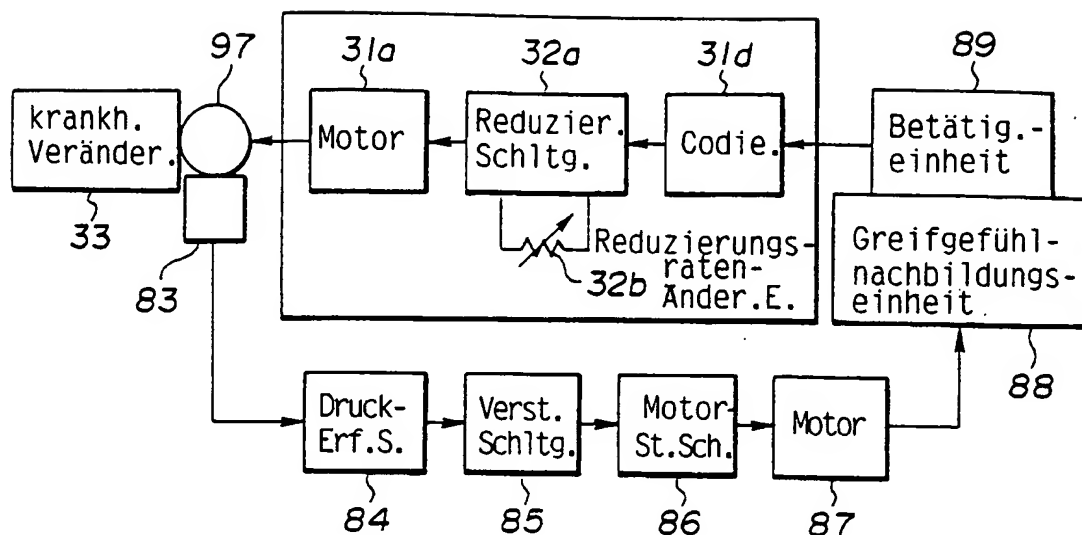 97
31a
32a
31d
89
krankh.
Veränder.
Motor
Reduzier.
Schltg.
Codie.
Betätig.-
einheit
33
83
32b
Reduzierungs-
raten-
Änder.E.
Greifgefühl-
nachbildungs-
einheit
88
Druck-
Erf.S.
Verst.
Schltg.
Motor-
St.Sch.
Motor
84
85
86
87